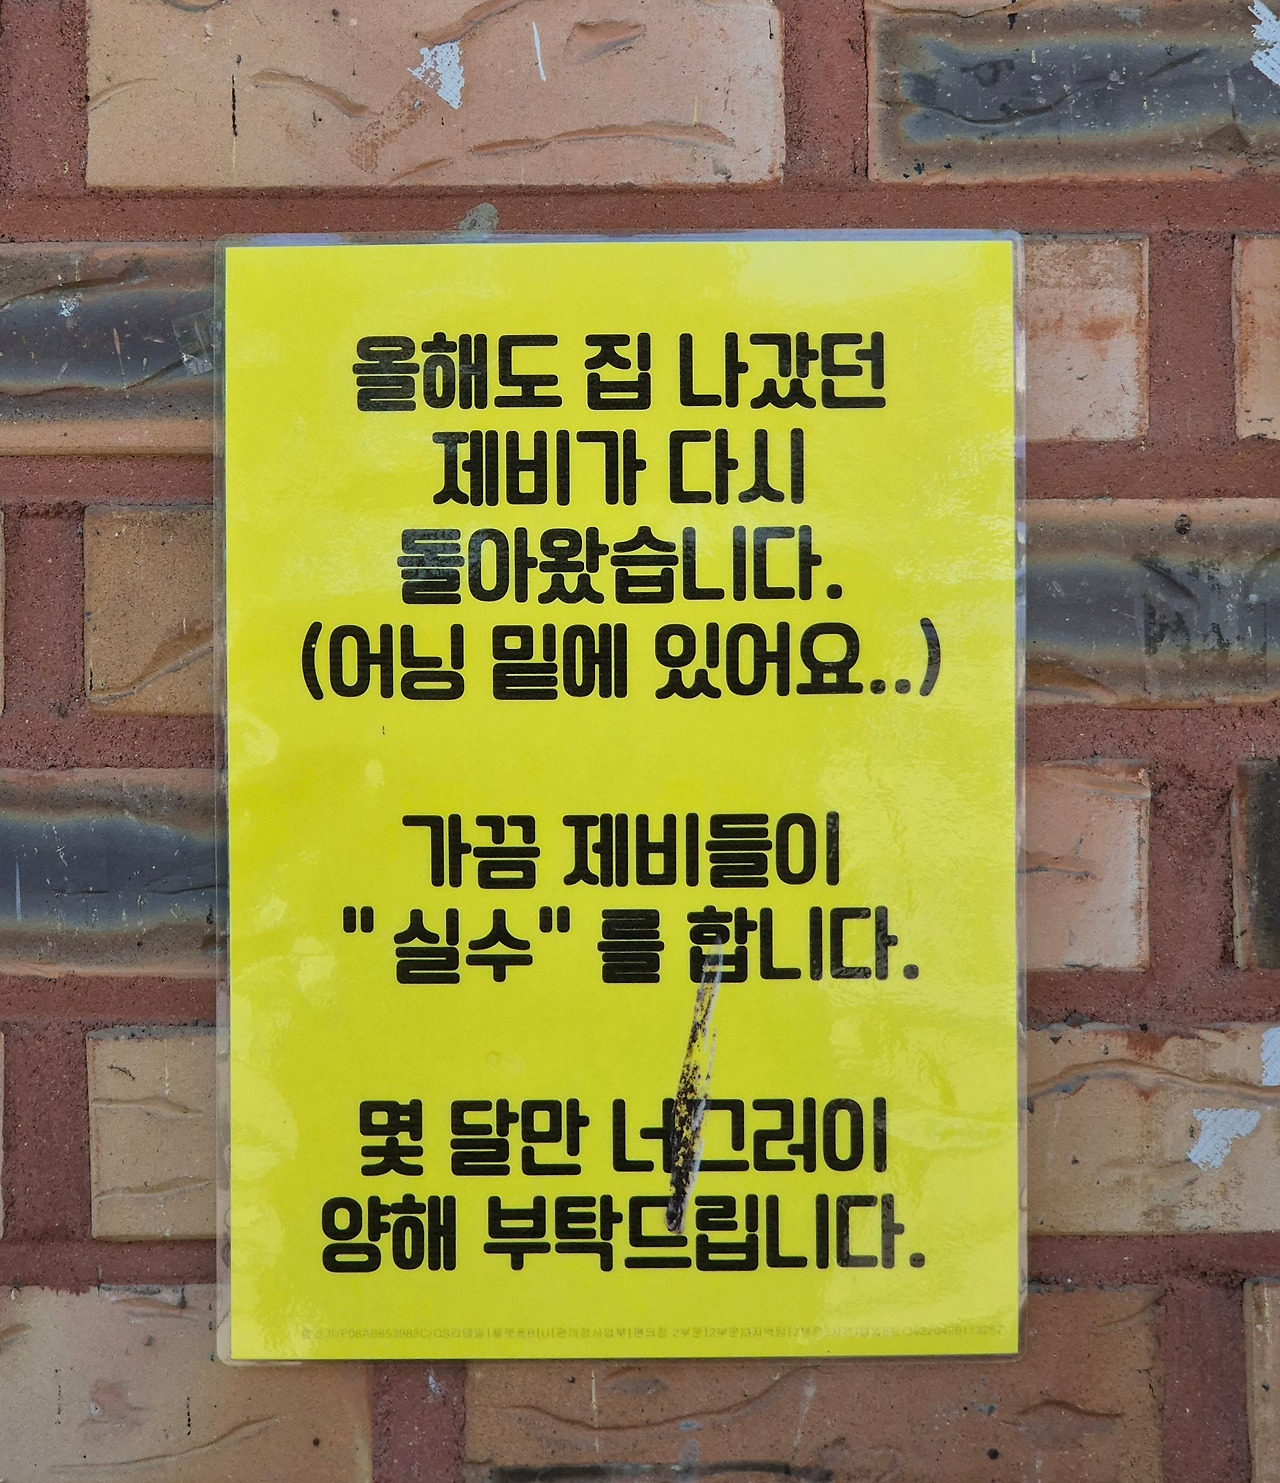 올해도 집 나갔던
제비가 다시
돌아왔습니다.
(어닝 밑에 있어요..)
가끔 제비들이
"실수"를 합니다.
몇 달만 너그러이
양해 부탁드립니다.